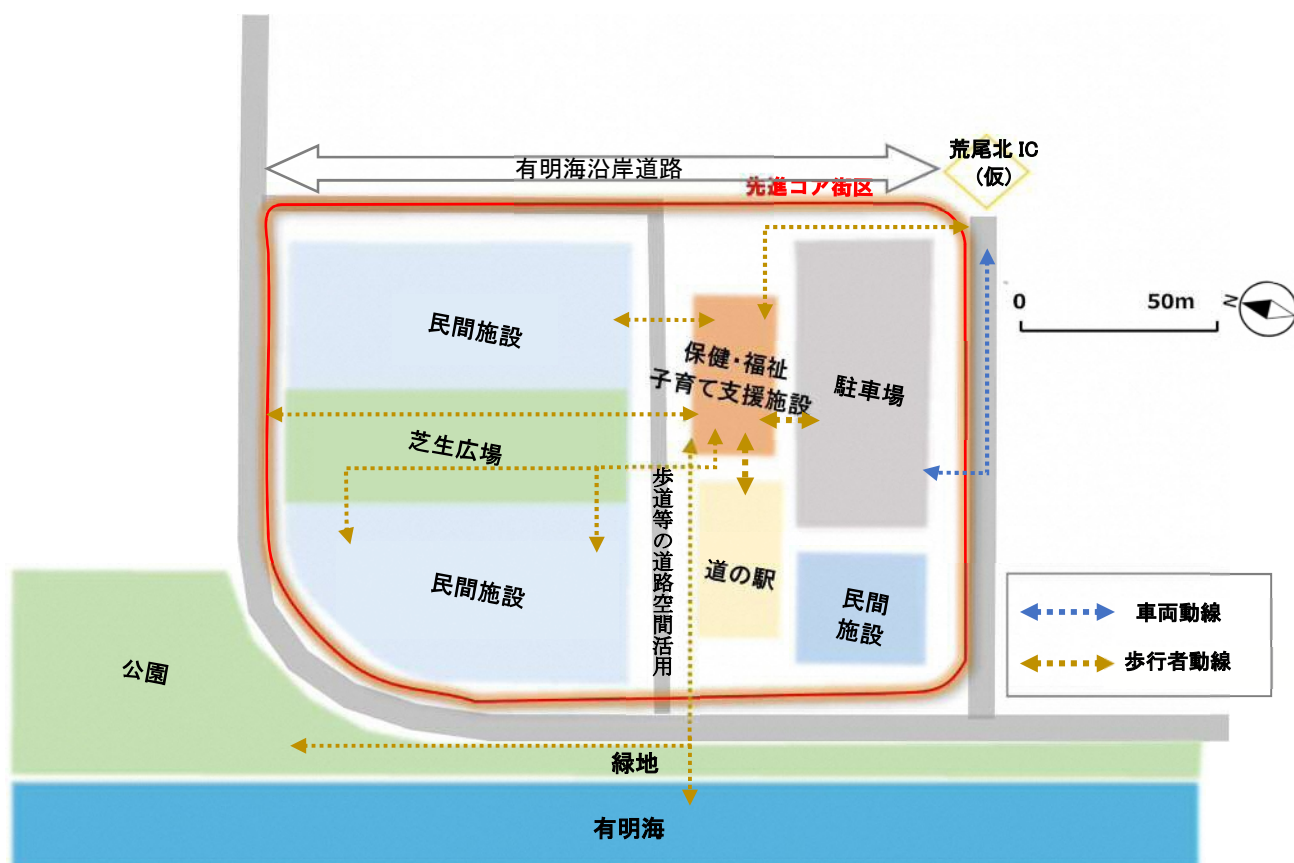 荒尾北 IC
（仮）
有明海沿岸道路
先進コア街区
0 50m
N
民間施設
保健・福祉
子育て支援施設
駐車場
芝生広場
歩道等の道路空間活用
道の駅
民間施設
民間
施設
車両動線
歩行者動線
公園
緑地
有明海